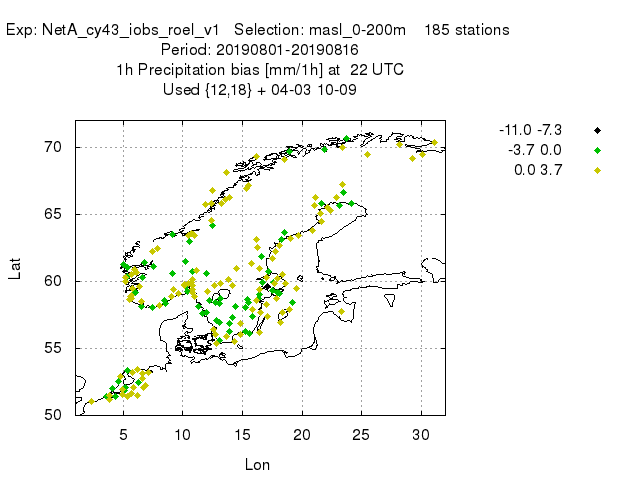 Exp: NetA_cy43_iobs_roel_v1   Selection: masl_0-200m    185 stations
Period: 20190801-20190816
1h Precipitation bias [mm/1h] at  22 UTC
Used {12,18} + 04-03 10-09
-11.0 -7.3
-3.7 0.0
0.0 3.7
70
65
60
55
50
Lat
5 10 15 20 25 30
Lon